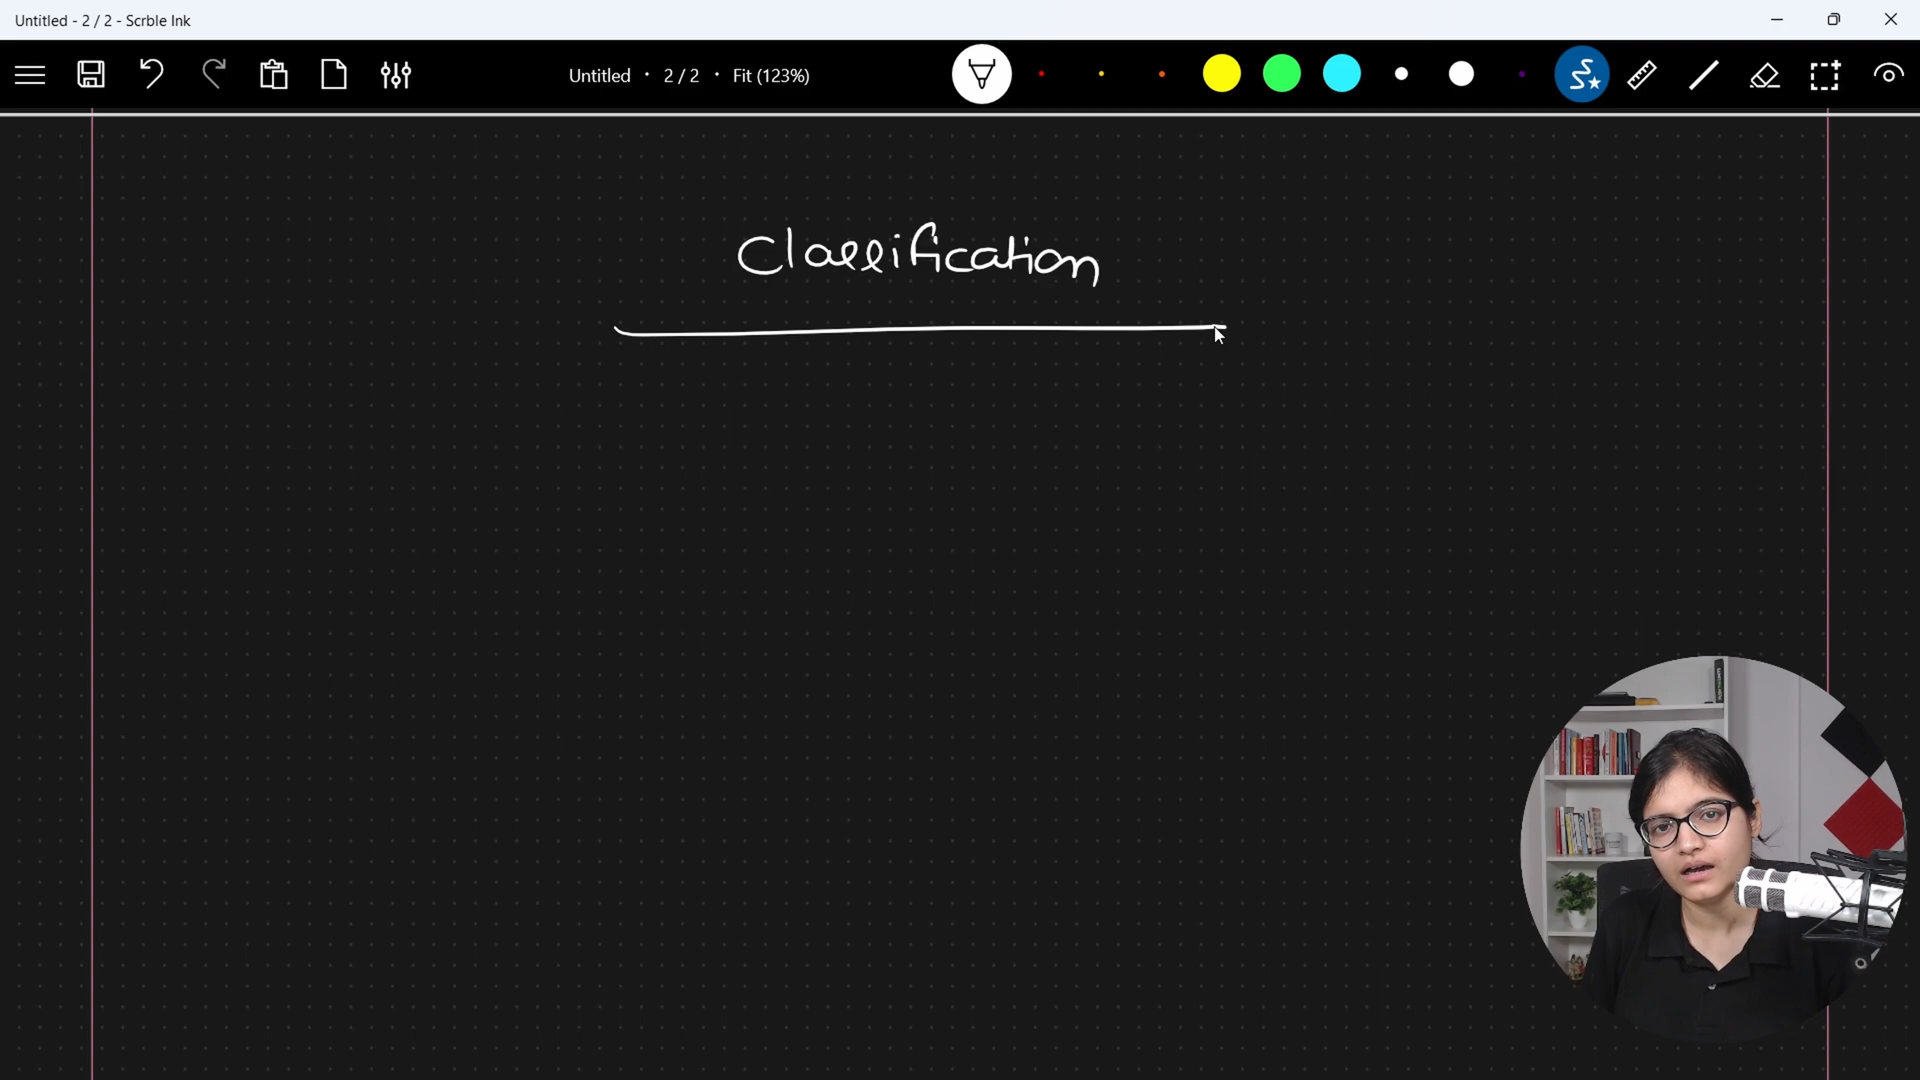 Untitled - 2 / 2 - Scrble Ink
Untitled • 2 / 2 • Fit (123%)
Classification